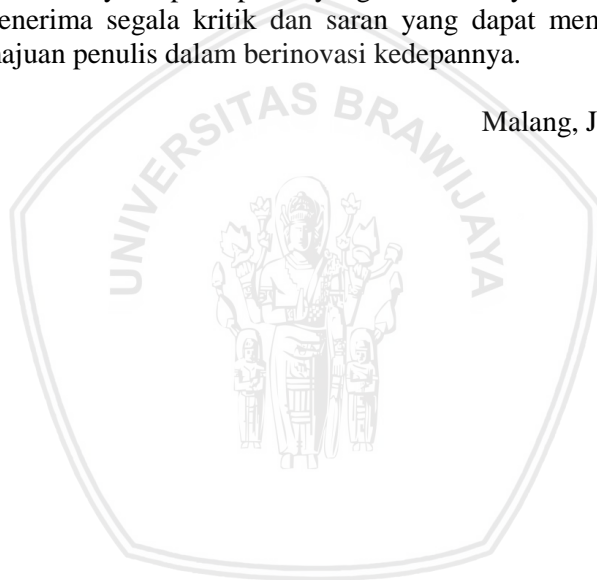 enerima segala kritik dan saran yang dapat men
ajuan penulis dalam berinovasi kedepannya.
Malang, J
UNIVERSITAS BRAWIJAYA